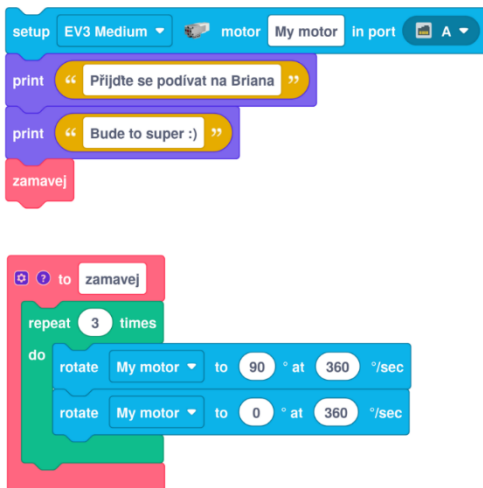 setup EV3 Medium motor My motor in port A
print “ Přijďte se podívat na Briana ”
print “ Bude to super :) ”
zamavej
? to zamavej
repeat 3 times
do
rotate My motor to 90 ° at 360 °/sec
rotate My motor to 0 ° at 360 °/sec